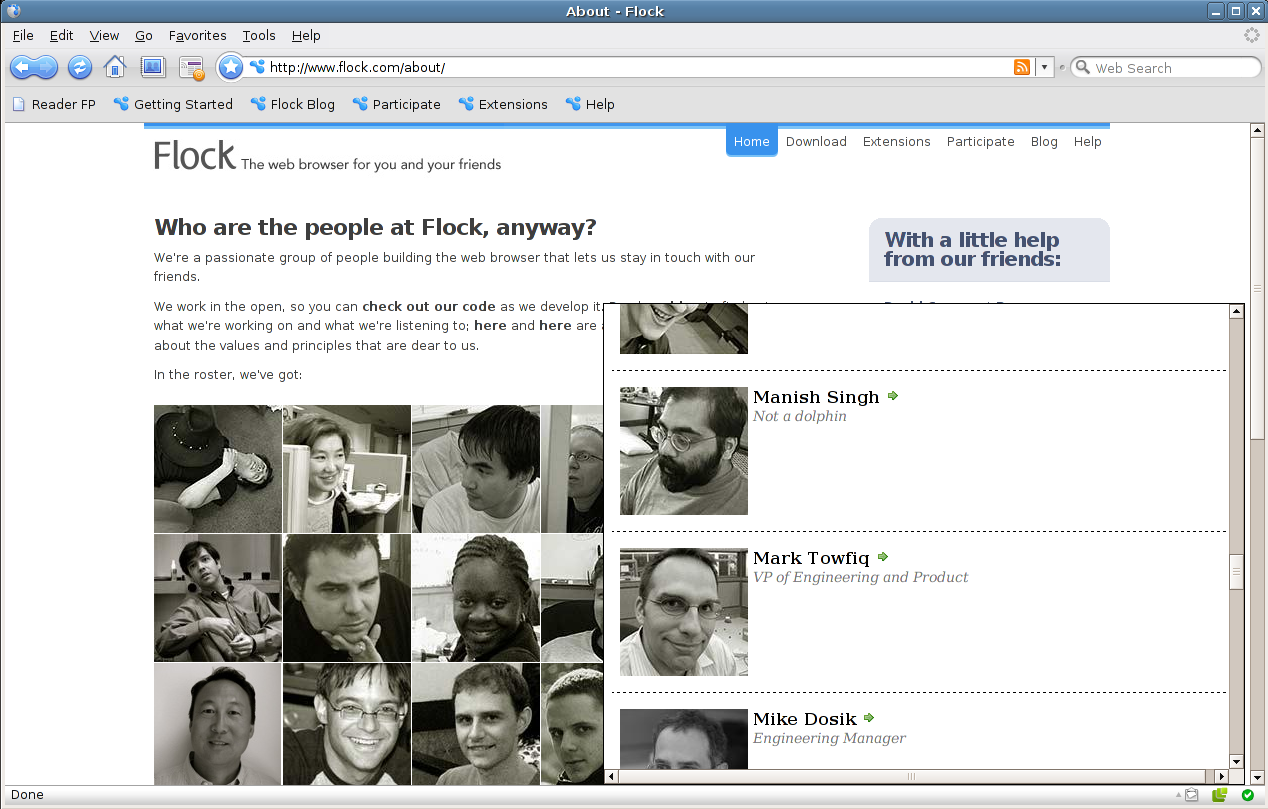 About - Flock
File Edit View Go Favorites Tools Help
http://www.flock.com/about/
Web Search
Reader FP Getting Started Flock Blog Participate Extensions Help
Flock The web browser for you and your friends
Home Download Extensions Participate Blog Help
Who are the people at Flock, anyway?
We're a passionate group of people building the web browser that lets us stay in touch with our
friends.
We work in the open, so you can check out our code as we develop it.
what we're working on and what we're listening to; here and here are
about the values and principles that are dear to us.
In the roster, we've got:
With a little help
from our friends:
Manish Singh
Not a dolphin
Mark Towfiq
VP of Engineering and Product
Mike Dosik
Engineering Manager
Done